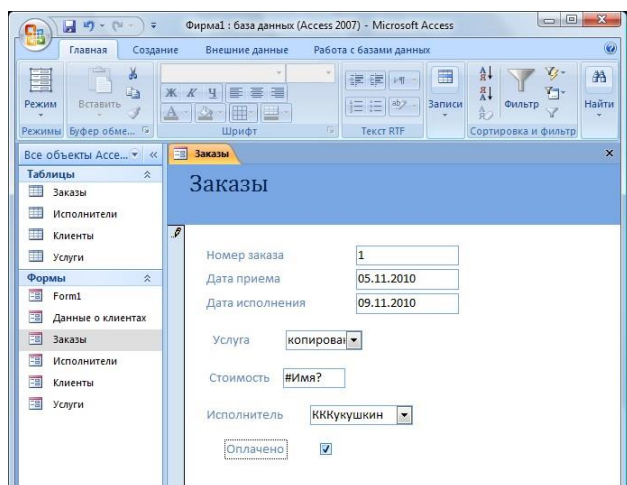 Фирма1 : база данных (Access 2007) - Microsoft Access
Главная Создание Внешние данные Работа с базами данных
Режим Вставить Ж К Ч Записи Фильтр Найти
Режимы Буфер обме... Шрифт Текст RTF Сортировка и фильтр
Все объекты Acce... «
Таблицы
Заказы
Исполнители
Клиенты
Услуги
Формы
Form1
Данные о клиентах
Заказы
Исполнители
Клиенты
Услуги
Заказы
Заказы
Номер заказа 1
Дата приема 05.11.2010
Дата исполнения 09.11.2010
Услуга копирован
Стоимость #Имя?
Исполнитель КККукушкин
Оплачено